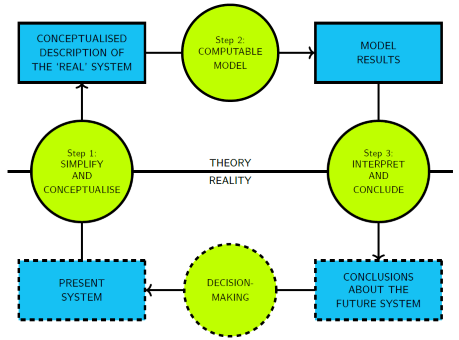 CONCEPTUALISED
DESCRIPTION OF
THE ‘REAL’ SYSTEM
Step 2:
COMPUTABLE
MODEL
MODEL
RESULTS
Step 1:
SIMPLIFY
AND
CONCEPTUALISE
THEORY
REALITY
Step 3:
INTERPRET
AND
CONCLUDE
PRESENT
SYSTEM
DECISION-
MAKING
CONCLUSIONS
ABOUT THE
FUTURE SYSTEM